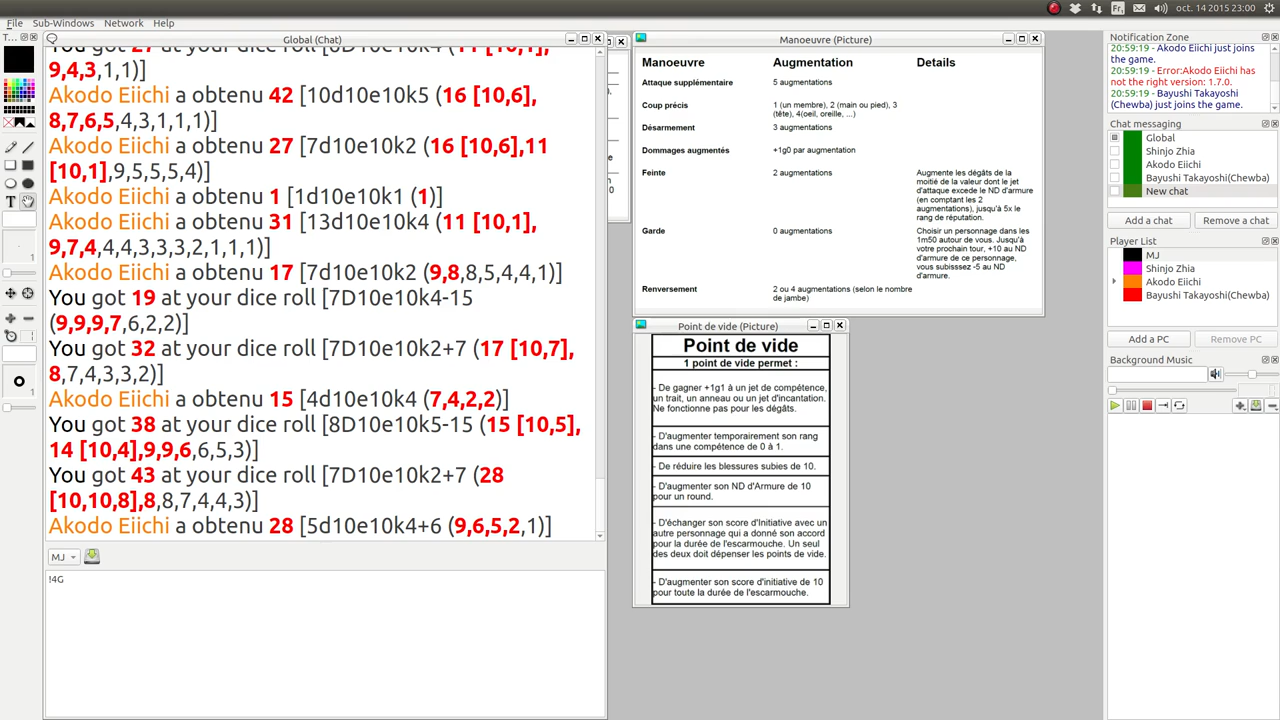 Fr
oct. 14 2015 23:00
File Sub-Windows Network Help
T...
Global (Chat)
9,4,3,1,1)]
Akodo Eiichi a obtenu 42 [10d10e10k5 (16 [10,6],
8,7,6,5,4,3,1,1,1)]
Akodo Eiichi a obtenu 27 [7d10e10k2 (16 [10,6],11
[10,1],9,5,5,5,4)]
Akodo Eiichi a obtenu 1 [1d10e10k1 (1)]
Akodo Eiichi a obtenu 31 [13d10e10k4 (11 [10,1],
9,7,4,4,4,3,3,3,2,1,1,1)]
Akodo Eiichi a obtenu 17 [7d10e10k2 (9,8,8,5,4,4,1)]
You got 19 at your dice roll [7D10e10k4-15
(9,9,9,7,6,2,2)]
You got 32 at your dice roll [7D10e10k2+7 (17 [10,7],
8,7,4,3,3,2)]
Akodo Eiichi a obtenu 15 [4d10e10k4 (7,4,2,2)]
You got 38 at your dice roll [8D10e10k5-15 (15 [10,5],
14 [10,4],9,9,6,6,5,3)]
You got 43 at your dice roll [7D10e10k2+7 (28
[10,10,8],8,8,7,4,4,3)]
Akodo Eiichi a obtenu 28 [5d10e10k4+6 (9,6,5,2,1)]
MJ
!4G
1
1
Manoeuvre (Picture)
Manoeuvre Augmentation Details
Attaque supplémentaire 5 augmentations
Coup précis 1 (un membre), 2 (main ou pied), 3
(tête), 4(oeil, oreille, ...)
Désarmement 3 augmentations
Dommages augmentés +1g0 par augmentation
Feinte 2 augmentations Augmente les dégâts de la
moitié de la valeur dont le jet
d'attaque excede le ND d'armure
(en comptant les 2
augmentations), jusqu'à 5x le
rang de réputation.
Garde 0 augmentations Choisir un personnage dans les
1m50 autour de vous. Jusqu'à
votre prochain tour, +10 au ND
d'armure de ce personnage,
vous subisssez -5 au ND
d'armure.
Renversement 2 ou 4 augmentations (selon le nombre
de jambe)
Point de vide (Picture)
Point de vide
1 point de vide permet :
- De gagner +1g1 à un jet de compétence,
un trait, un anneau ou un jet d'incantation.
Ne fonctionne pas pour les dégâts.
- D'augmenter temporairement son rang
dans une compétence de 0 à 1.
- De réduire les blessures subies de 10.
- D'augmenter son ND d'Armure de 10
pour un round.
- D'échanger son score d'Initiative avec un
autre personnage qui a donné son accord
pour la durée de l'escarmouche. Un seul
des deux doit dépenser les points de vide.
- D'augmenter son score d'initiative de 10
pour toute la durée de l'escarmouche.
Notification Zone
20:59:19 - Akodo Eiichi just joins
the game.
20:59:19 - Error:Akodo Eiichi has
not the right version: 1.7.0.
20:59:19 - Bayushi Takayoshi
(Chewba) just joins the game.
Chat messaging
Global
Shinjo Zhia
Akodo Eiichi
Bayushi Takayoshi(Chewba)
New chat
Add a chat Remove a chat
Player List
MJ
Shinjo Zhia
Akodo Eiichi
Bayushi Takayoshi(Chewba)
Add a PC Remove PC
Background Music